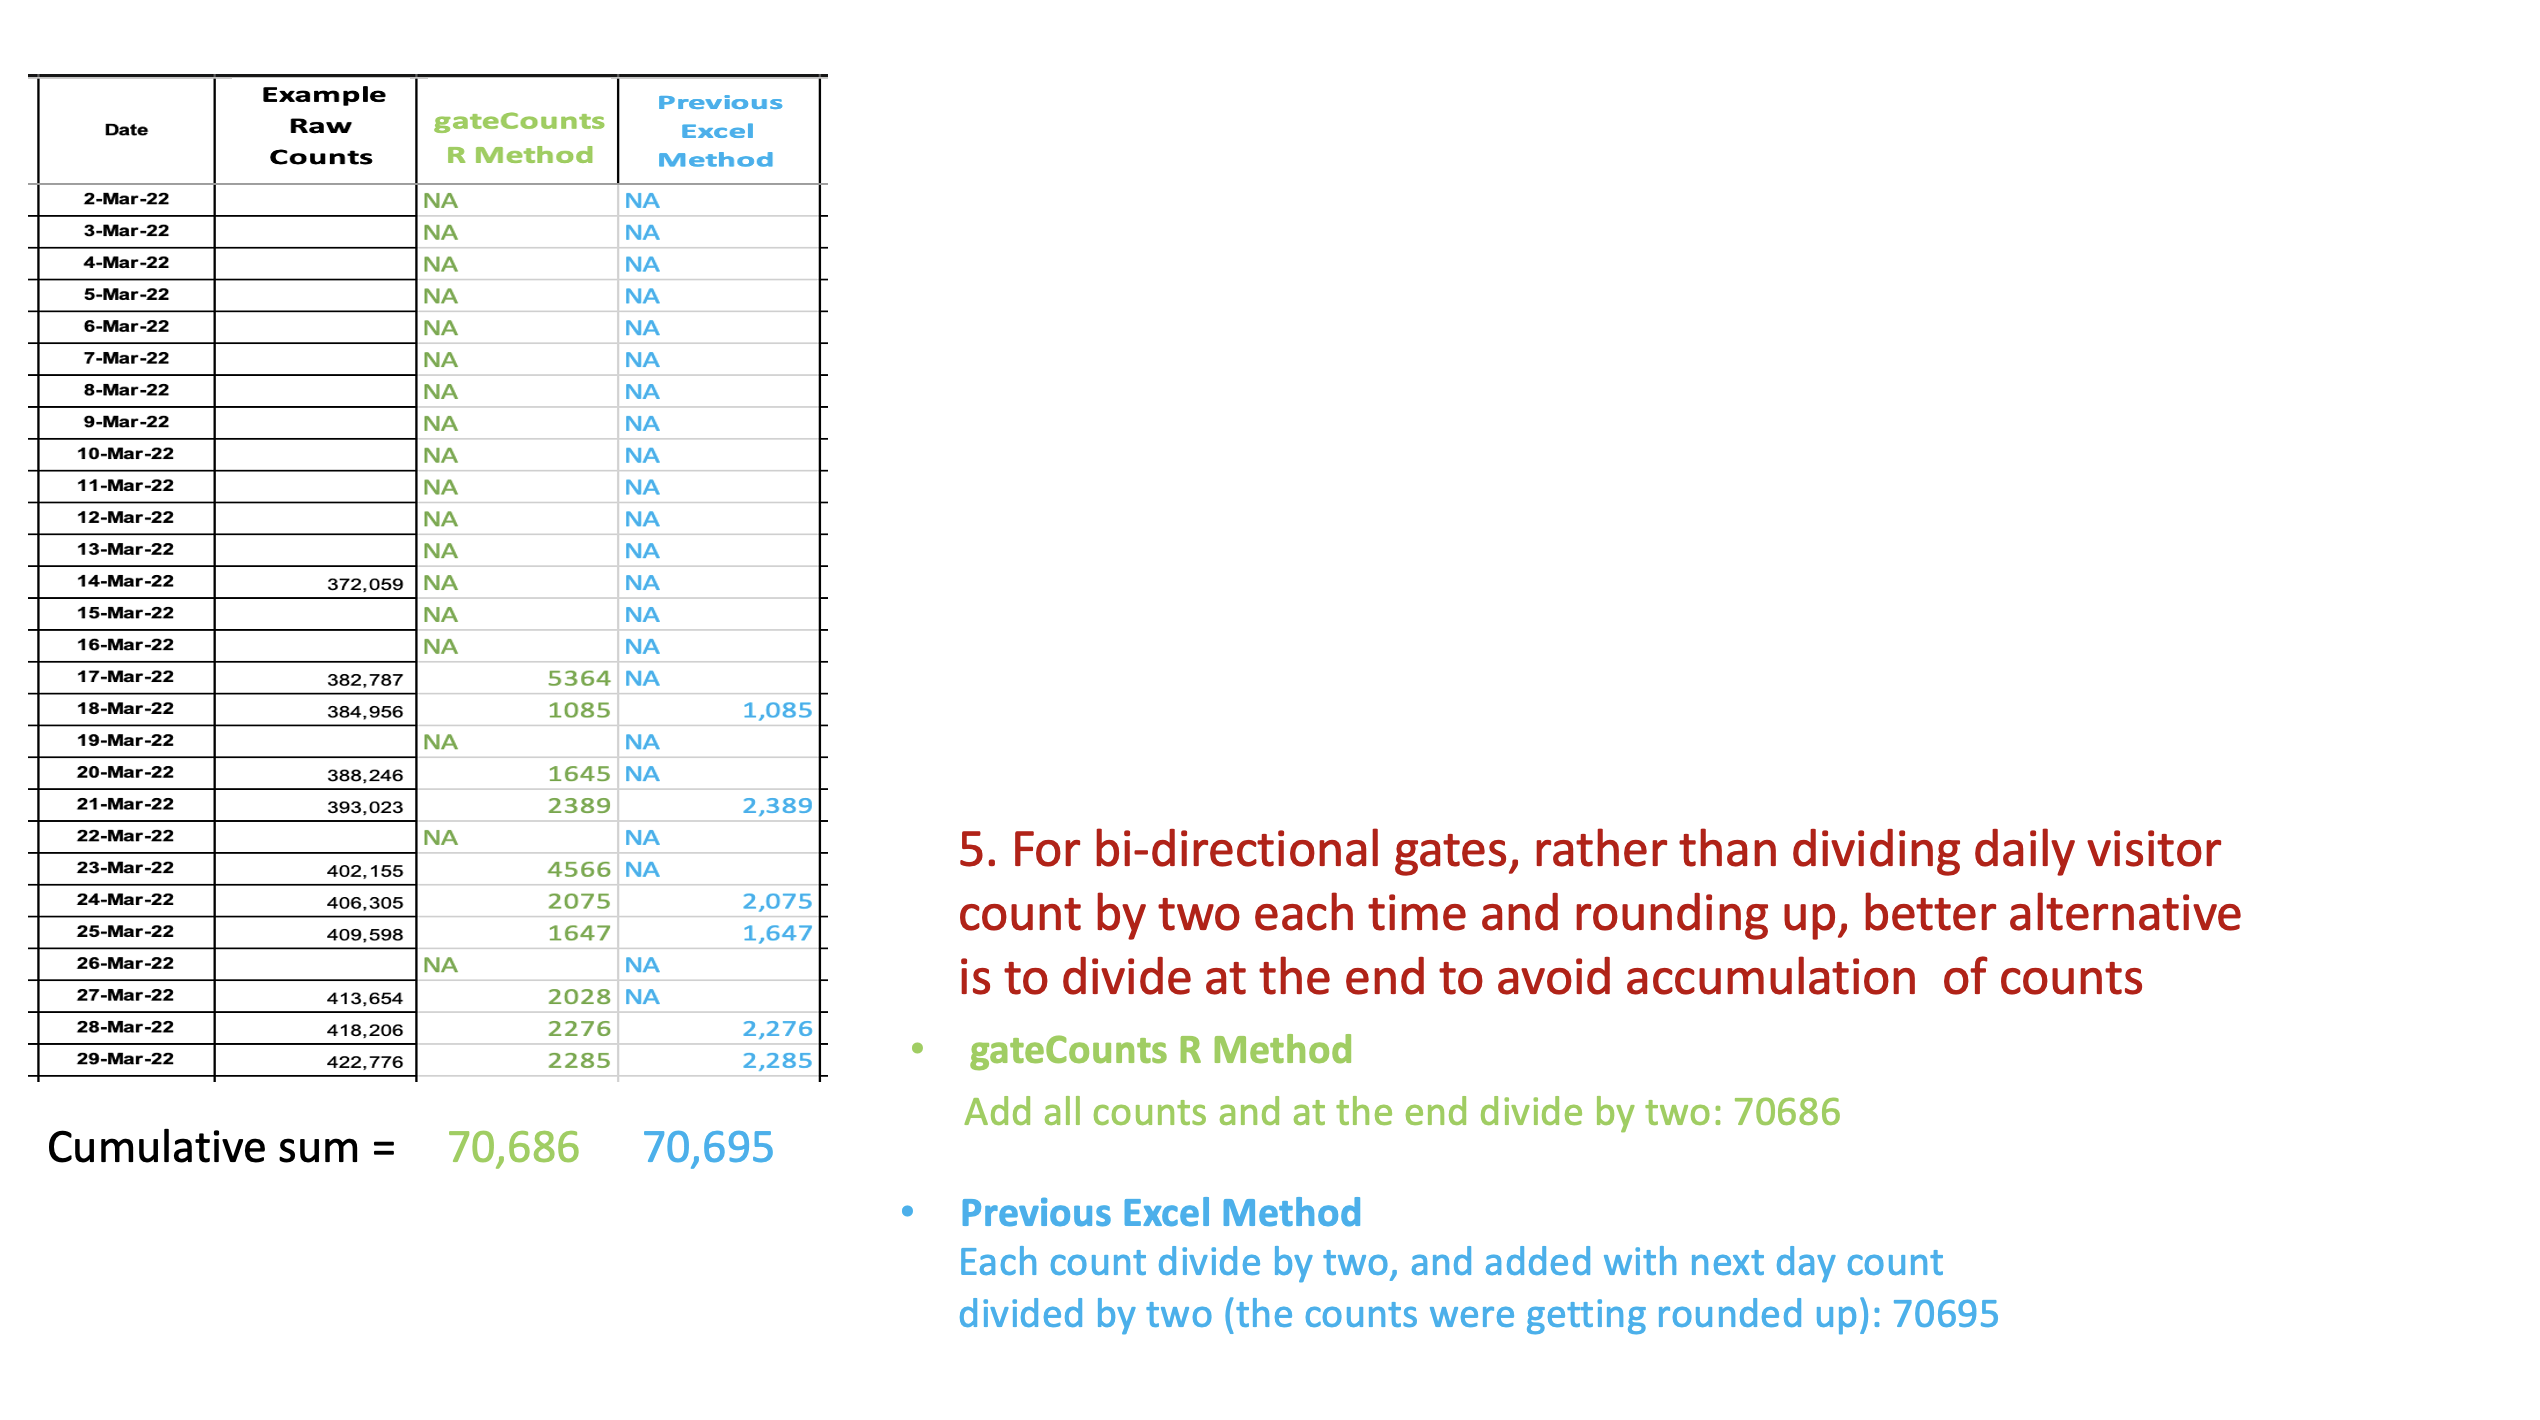 Date Example Raw Counts gateCounts R Method Previous Excel Method
2-Mar-22 NA NA
3-Mar-22 NA NA
4-Mar-22 NA NA
5-Mar-22 NA NA
6-Mar-22 NA NA
7-Mar-22 NA NA
8-Mar-22 NA NA
9-Mar-22 NA NA
10-Mar-22 NA NA
11-Mar-22 NA NA
12-Mar-22 NA NA
13-Mar-22 NA NA
14-Mar-22 372,059 NA NA
15-Mar-22 NA NA
16-Mar-22 NA NA
17-Mar-22 382,787 5364 NA
18-Mar-22 384,956 1085 1,085
19-Mar-22 NA NA
20-Mar-22 388,246 1645 NA
21-Mar-22 393,023 2389 2,389
22-Mar-22 NA NA
23-Mar-22 402,155 4566 NA
24-Mar-22 406,305 2075 2,075
25-Mar-22 409,598 1647 1,647
26-Mar-22 NA NA
27-Mar-22 413,654 2028 NA
28-Mar-22 418,206 2276 2,276
29-Mar-22 422,776 2285 2,285
Cumulative sum = 70,686 70,695
5. For bi-directional gates, rather than dividing daily visitor
count by two each time and rounding up, better alternative
is to divide at the end to avoid accumulation of counts
• gateCounts R Method
Add all counts and at the end divide by two: 70686
• Previous Excel Method
Each count divide by two, and added with next day count
divided by two (the counts were getting rounded up): 70695